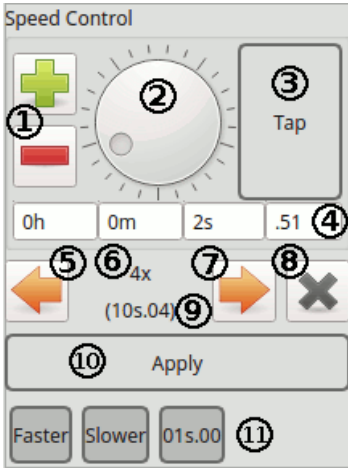 Speed Control
①
②
③
Tap
0h 0m 2s .51 ④
⑤ ⑥ 4x ⑦ ⑧
(10s.04) ⑨
⑩ Apply
Faster Slower 01s.00 ⑪